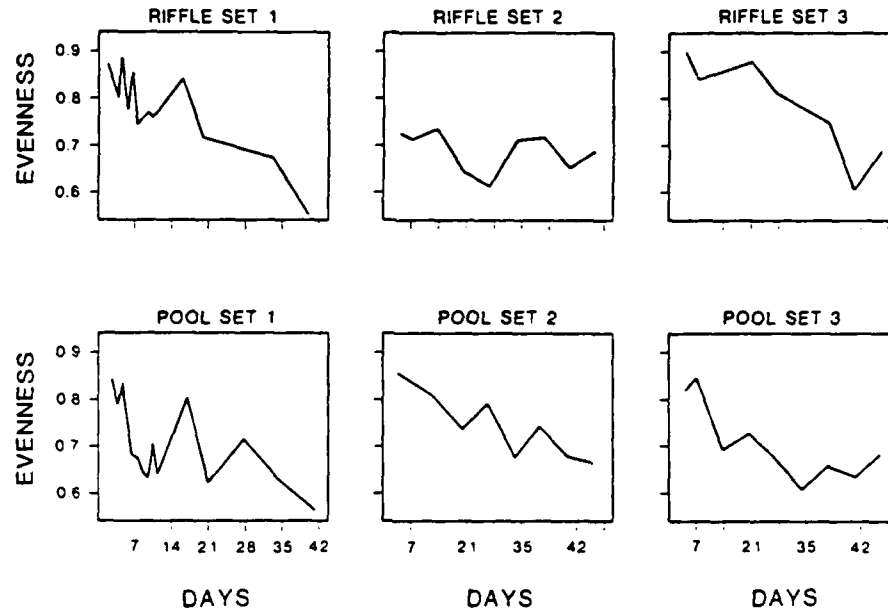 RIFFLE SET 1
RIFFLE SET 2
RIFFLE SET 3
EVENNESS
0.9
0.8
0.7
0.6
POOL SET 1
POOL SET 2
POOL SET 3
EVENNESS
0.9
0.8
0.7
0.6
7 14 21 28 35 42
7 21 35 42
7 21 35 42
DAYS
DAYS
DAYS